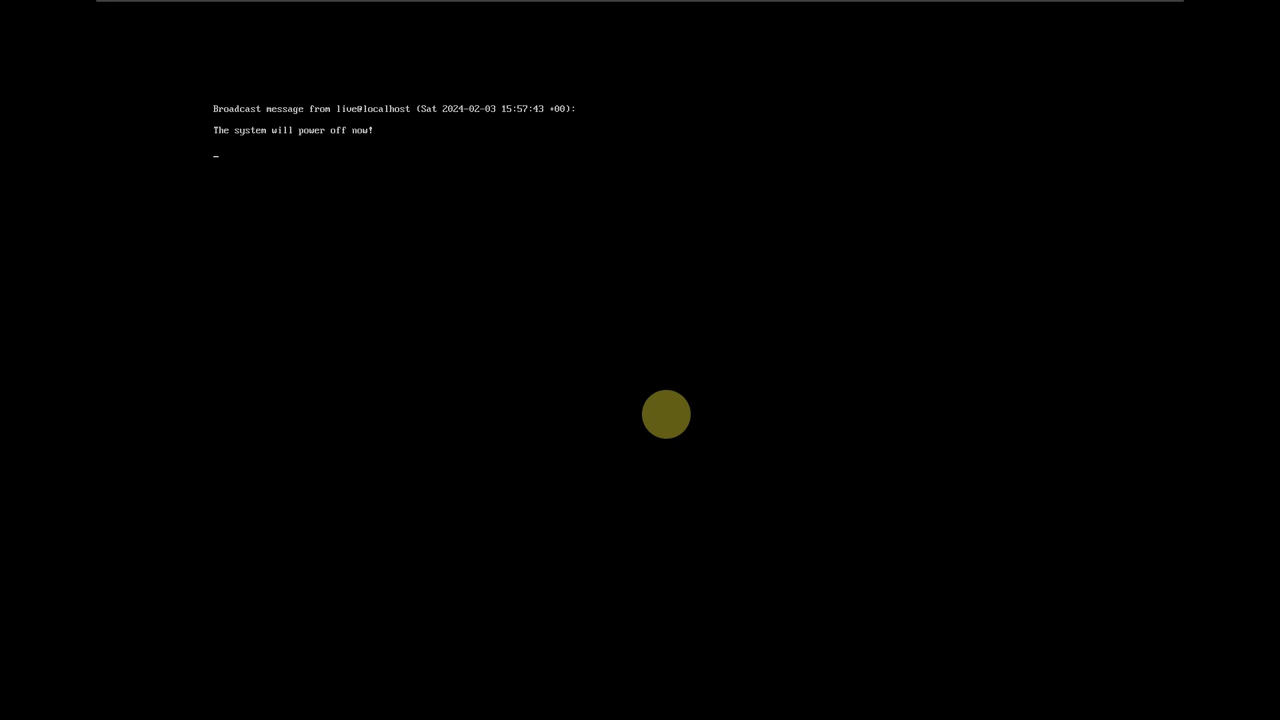 Broadcast message from live@localhost (Sat 2024-02-03 15:57:43 +00):
The system will power off now!